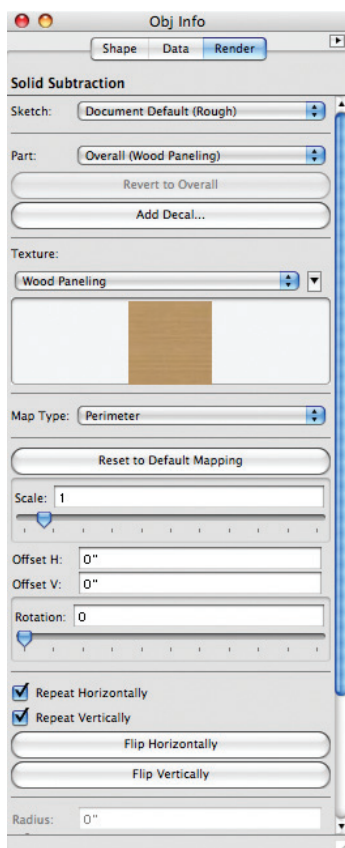 Obj Info
Shape Data Render
Solid Subtraction
Sketch: Document Default (Rough)
Part: Overall (Wood Paneling)
Revert to Overall
Add Decal...
Texture:
Wood Paneling
Map Type: Perimeter
Reset to Default Mapping
Scale: 1
Offset H: 0"
Offset V: 0"
Rotation: 0
Repeat Horizontally
Repeat Vertically
Flip Horizontally
Flip Vertically
Radius: 0"